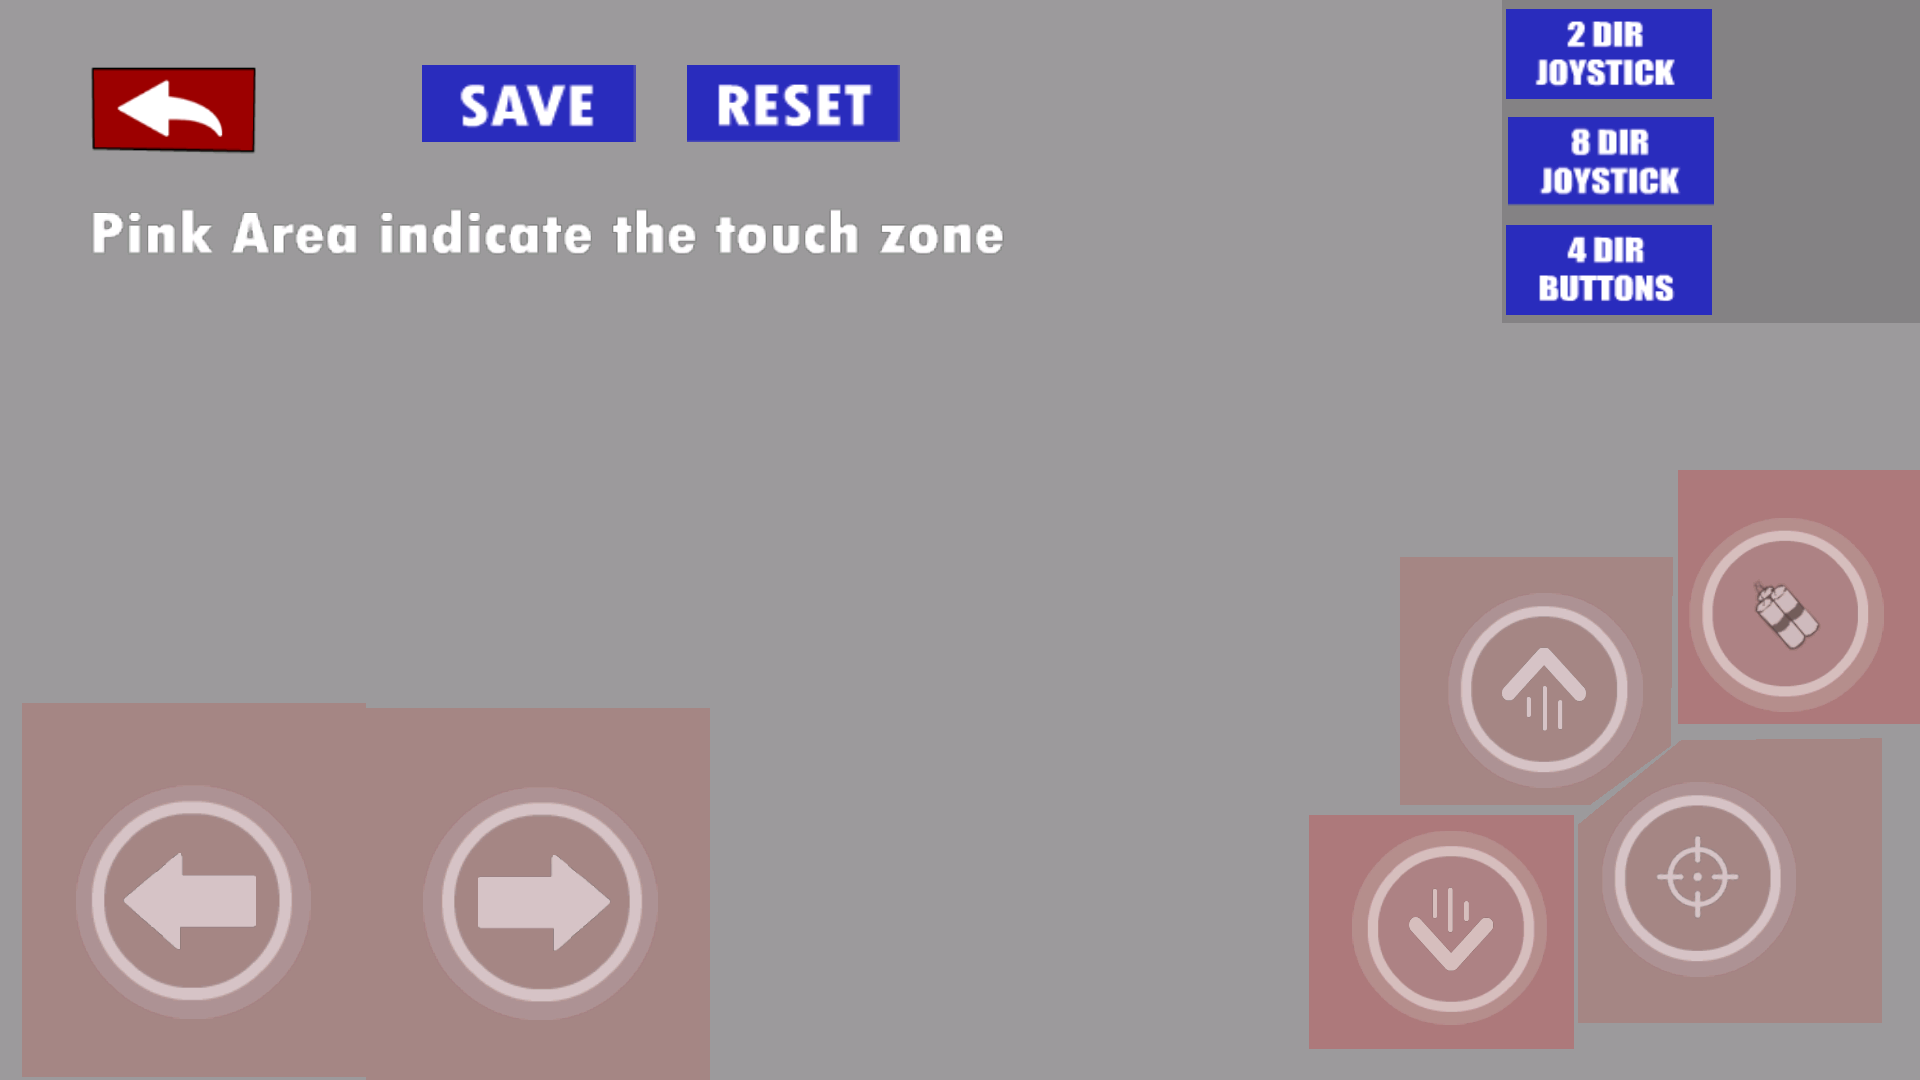 SAVE
RESET
Pink Area indicate the touch zone
2 DIR
JOYSTICK
8 DIR
JOYSTICK
4 DIR
BUTTONS